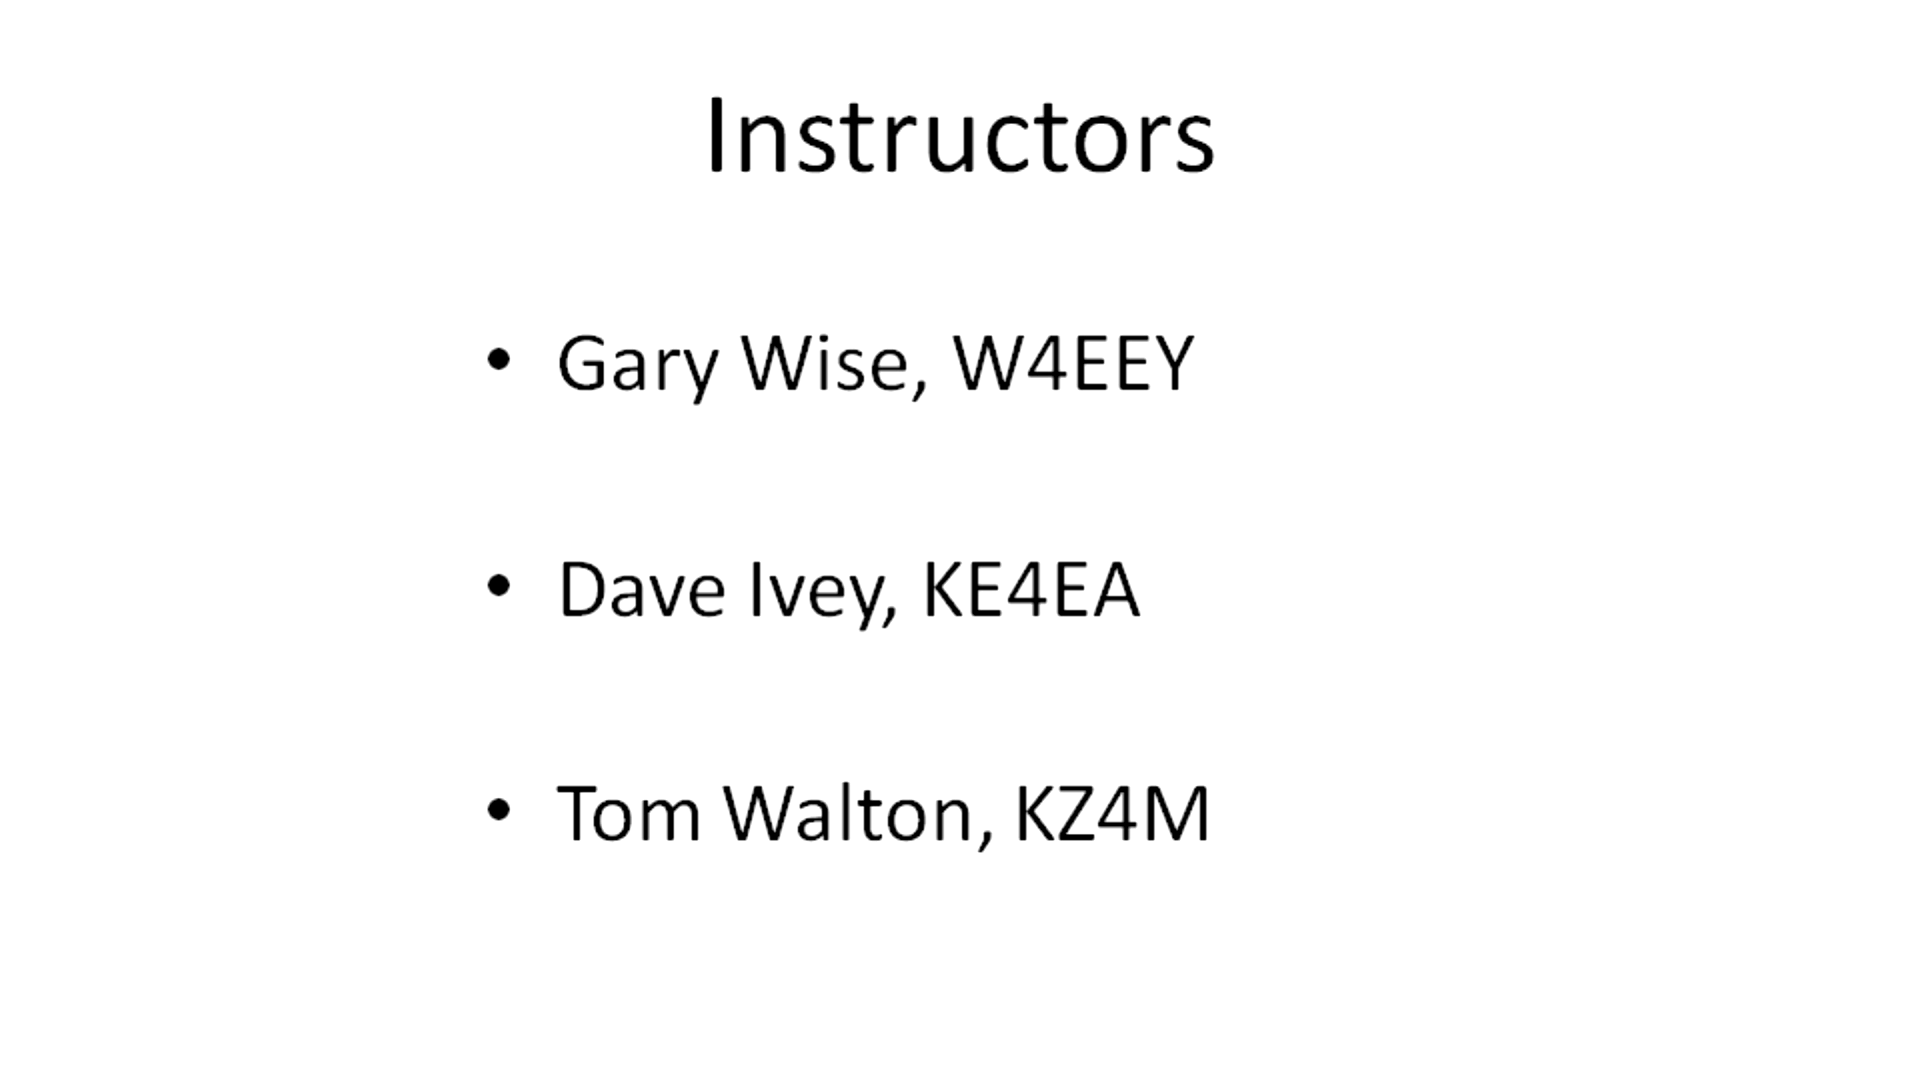 Instructors
• Gary Wise, W4EEY
• Dave Ivey, KE4EA
• Tom Walton, KZ4M